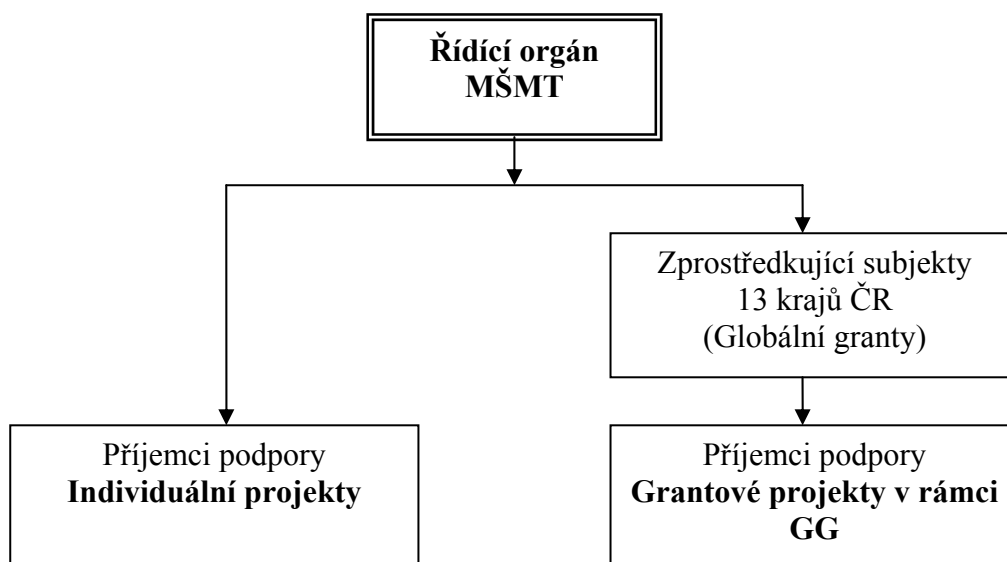 Řídící orgán
MŠMT
Zprostředkující subjekty
13 krajů ČR
(Globální granty)
Příjemci podpory
Individuální projekty
Příjemci podpory
Grantové projekty v rámci
GG